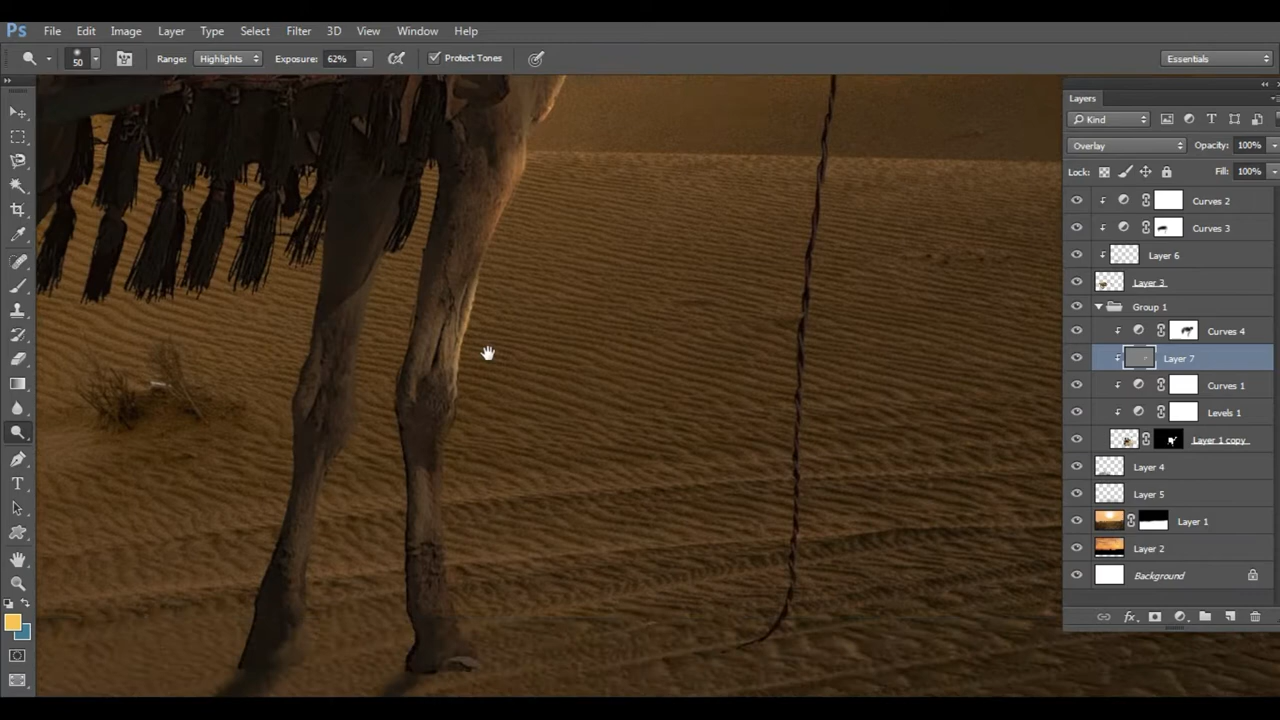 Ps File Edit Image Layer Type Select Filter 3D View Window Help
50 Range: Highlights Exposure: 62% Protect Tones Essentials
Layers
Kind
Overlay Opacity: 100%
Lock: Fill: 100%
Curves 2
Curves 3
Layer 6
Layer 3
Group 1
Curves 4
Layer 7
Curves 1
Levels 1
Layer 1 copy
Layer 4
Layer 5
Layer 1
Layer 2
Background
fx